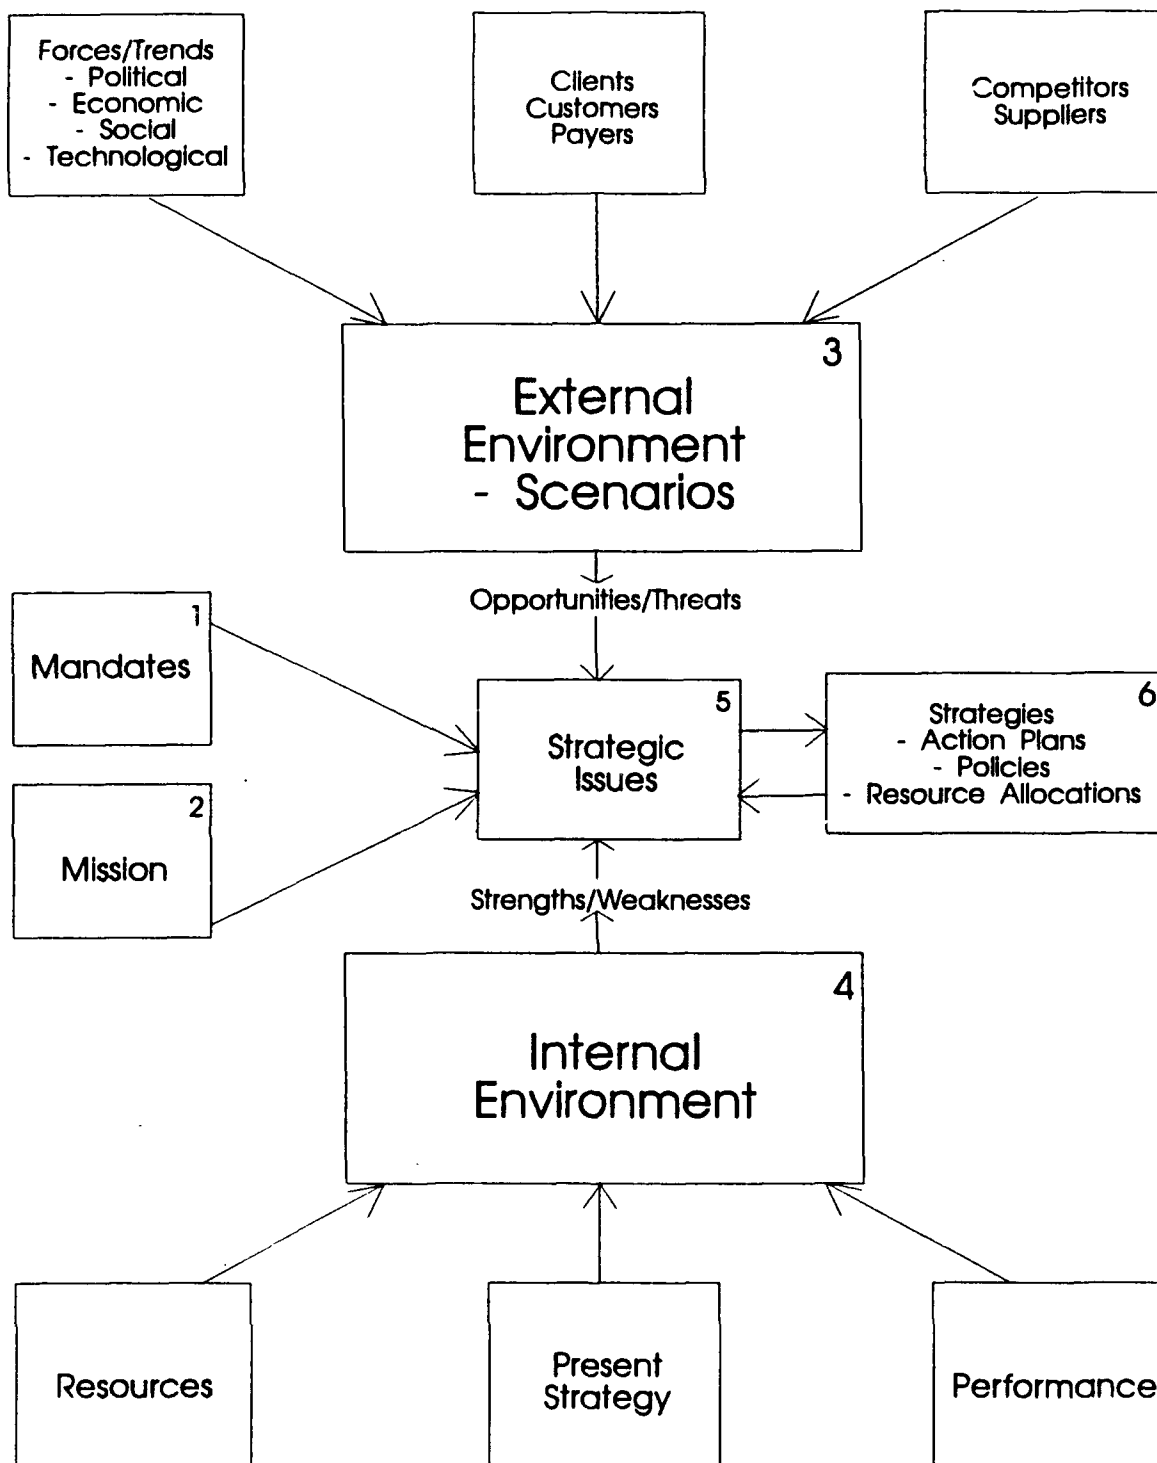 Forces/Trends
- Political
- Economic
- Social
- Technological
Clients
Customers
Payers
Competitors
Suppliers
3
External
Environment
- Scenarios
Opportunities/Threats
1
Mandates
2
Mission
5
Strategic
Issues
6
Strategies
- Action Plans
- Policies
- Resource Allocations
Strengths/Weaknesses
4
Internal
Environment
Resources
Present
Strategy
Performance